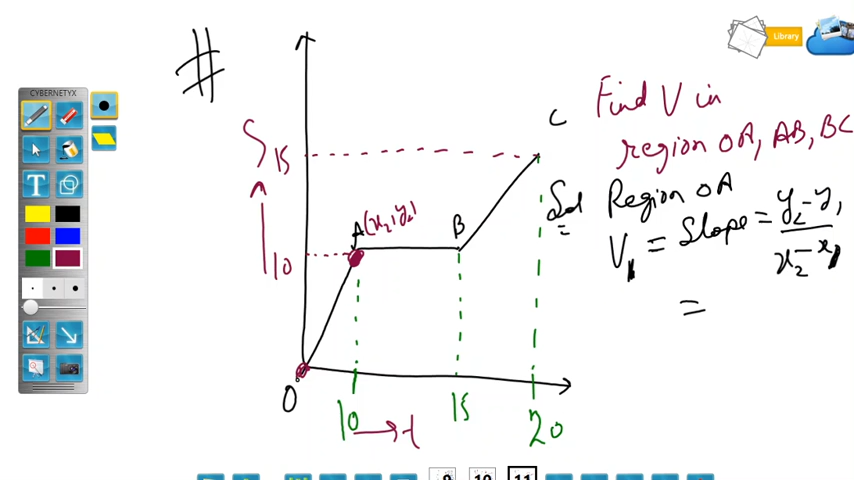 #
Library
CYBERNETYX
C
Find V in
region OA, AB, BC
S
15
A (x2, y2)
B
Sol
Region OA
V1 = Slope = y2 - y1
x2 - x1
=
10
T
O
10
15
20
→ t
9
10
11